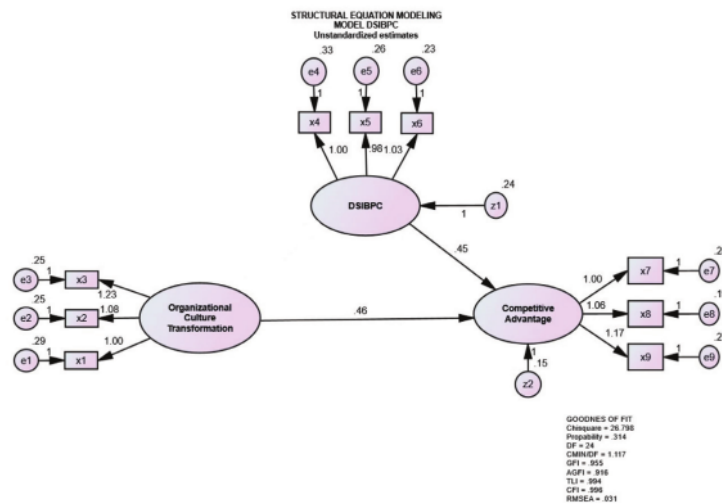 STRUCTURAL EQUATION MODELING
MODEL DSIBPC
Unstandardized estimates
.33 .26 .23
e4 e5 e6
1 1 1
x4 x5 x6
1.00 .98 1.03
DSIBPC
.24
1 z1
.45
.25
e3 1 x3
1.23
.25
e2 1 x2
1.08
.29
e1 1 x1
1.00
Organizational
Culture
Transformation
.46
Competitive
Advantage
1.00 x7 1 e7
1.06 x8 1 e8
1.17 x9 1 e9
1
.15
z2
GOODNES OF FIT
Chisquare = 26.798
Propability = .314
DF = 24
CMIN/DF = 1.117
GFI = .955
AGFI = .916
TLI = .994
CFI = .996
RMSEA = .031